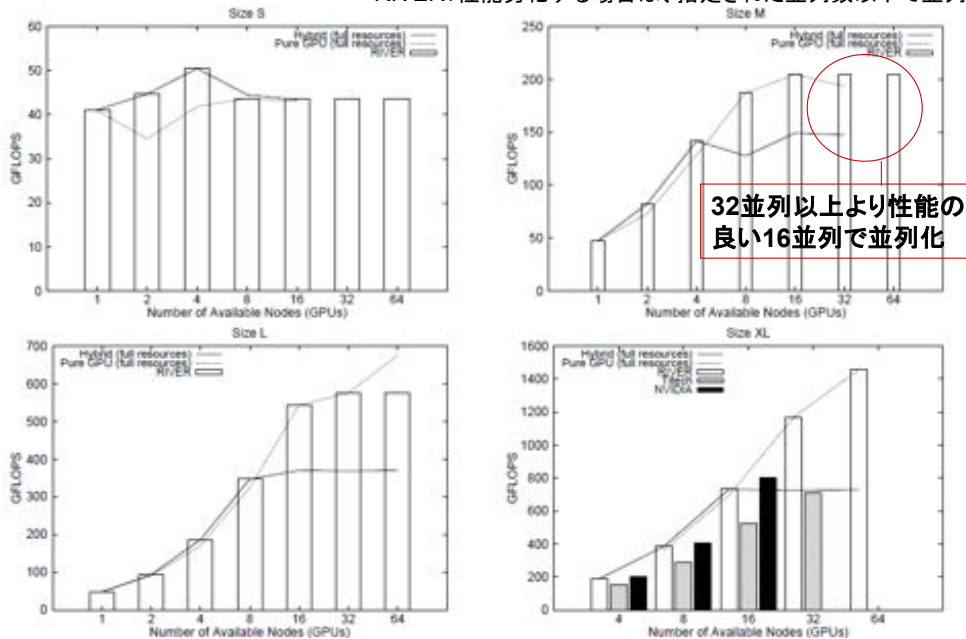 Size S
GFLOPS
60
50
40
30
20
10
0
Hybrid (full resources)
Pure GPU (full resources)
RIVER
1 2 4 8 16 32 64
Number of Available Nodes (GPUs)
Size M
GFLOPS
250
200
150
100
50
0
Hybrid (full resources)
Pure GPU (full resources)
RIVER
32並列以上より性能の
良い16並列で並列化
1 2 4 8 16 32 64
Number of Available Nodes (GPUs)
Size L
GFLOPS
700
600
500
400
300
200
100
0
Hybrid (full resources)
Pure GPU (full resources)
RIVER
1 2 4 8 16 32 64
Number of Available Nodes (GPUs)
Size XL
GFLOPS
1600
1400
1200
1000
800
600
400
200
0
Hybrid (full resources)
Pure GPU (full resources)
RIVER
Titech
NVIDIA
4 8 16 32 64
Number of Available Nodes (GPUs)